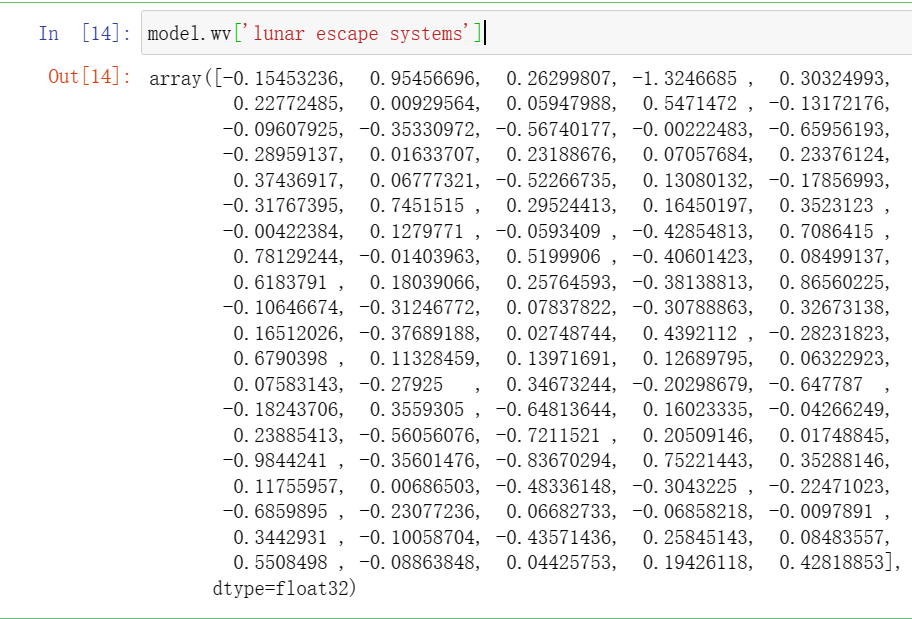 In [14]: model.wv['lunar escape systems']
Out[14]: array([-0.15453236, 0.95456696, 0.26299807, -1.3246685 , 0.30324993,
0.22772485, 0.00929564, 0.05947988, 0.5471472 , -0.13172176,
-0.09607925, -0.35330972, -0.56740177, -0.00222483, -0.65956193,
-0.28959137, 0.01633707, 0.23188676, 0.07057684, 0.23376124,
0.37436917, 0.06777321, -0.52266735, 0.13080132, -0.17856993,
-0.31767395, 0.7451515 , 0.29524413, 0.16450197, 0.3523123 ,
-0.00422384, 0.1279771 , -0.0593409 , -0.42854813, 0.7086415 ,
0.78129244, -0.01403963, 0.5199906 , -0.40601423, 0.08499137,
0.6183791 , 0.18039066, 0.25764593, -0.38138813, 0.86560225,
-0.10646674, -0.31246772, 0.07837822, -0.30788863, 0.32673138,
0.16512026, -0.37689188, 0.02748744, 0.4392112 , -0.28231823,
0.6790398 , 0.11328459, 0.13971691, 0.12689795, 0.06322923,
0.07583143, -0.27925 , 0.34673244, -0.20298679, -0.647787 ,
-0.18243706, 0.3559305 , -0.64813644, 0.16023335, -0.04266249,
0.23885413, -0.56056076, -0.7211521 , 0.20509146, 0.01748845,
-0.9844241 , -0.35601476, -0.83670294, 0.75221443, 0.35288146,
0.11755957, 0.00686503, -0.48336148, -0.3043225 , -0.22471023,
-0.6859895 , -0.23077236, 0.06682733, -0.06858218, -0.0097891 ,
0.3442931 , -0.10058704, -0.43571436, 0.25845143, 0.08483557,
0.5508498 , -0.08863848, 0.04425753, 0.19426118, 0.42818853],
dtype=float32)